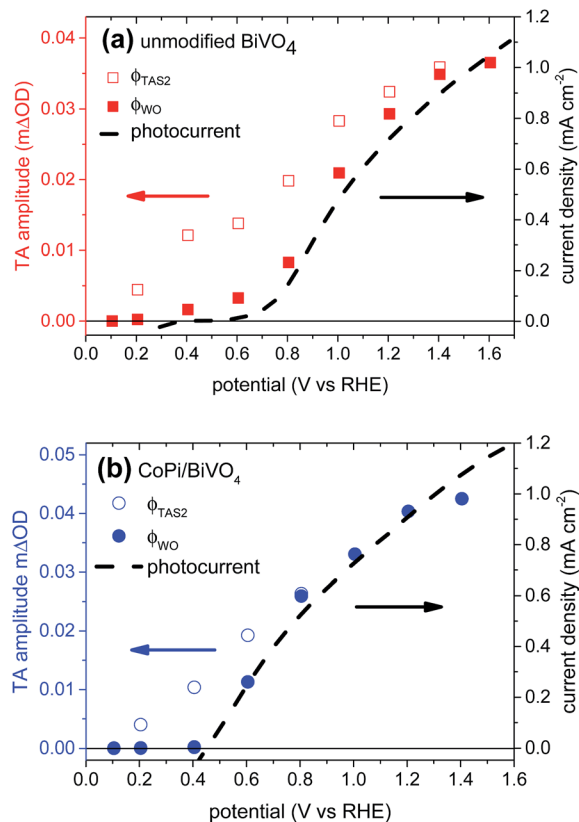 (a) unmodified BiVO₄
ϕTAS2
ϕWO
photocurrent
TA amplitude (mΔOD)
0.04
0.03
0.02
0.01
0.00
1.2
1.0
0.8
0.6
0.4
0.2
0.0
current density (mA cm⁻²)
0.0 0.2 0.4 0.6 0.8 1.0 1.2 1.4 1.6
potential (V vs RHE)
(b) CoPi/BiVO₄
ϕTAS2
ϕWO
photocurrent
TA amplitude mΔOD
0.05
0.04
0.03
0.02
0.01
0.00
1.2
1.0
0.8
0.6
0.4
0.2
0.0
current density (mA cm⁻²)
0.0 0.2 0.4 0.6 0.8 1.0 1.2 1.4 1.6
potential (V vs RHE)